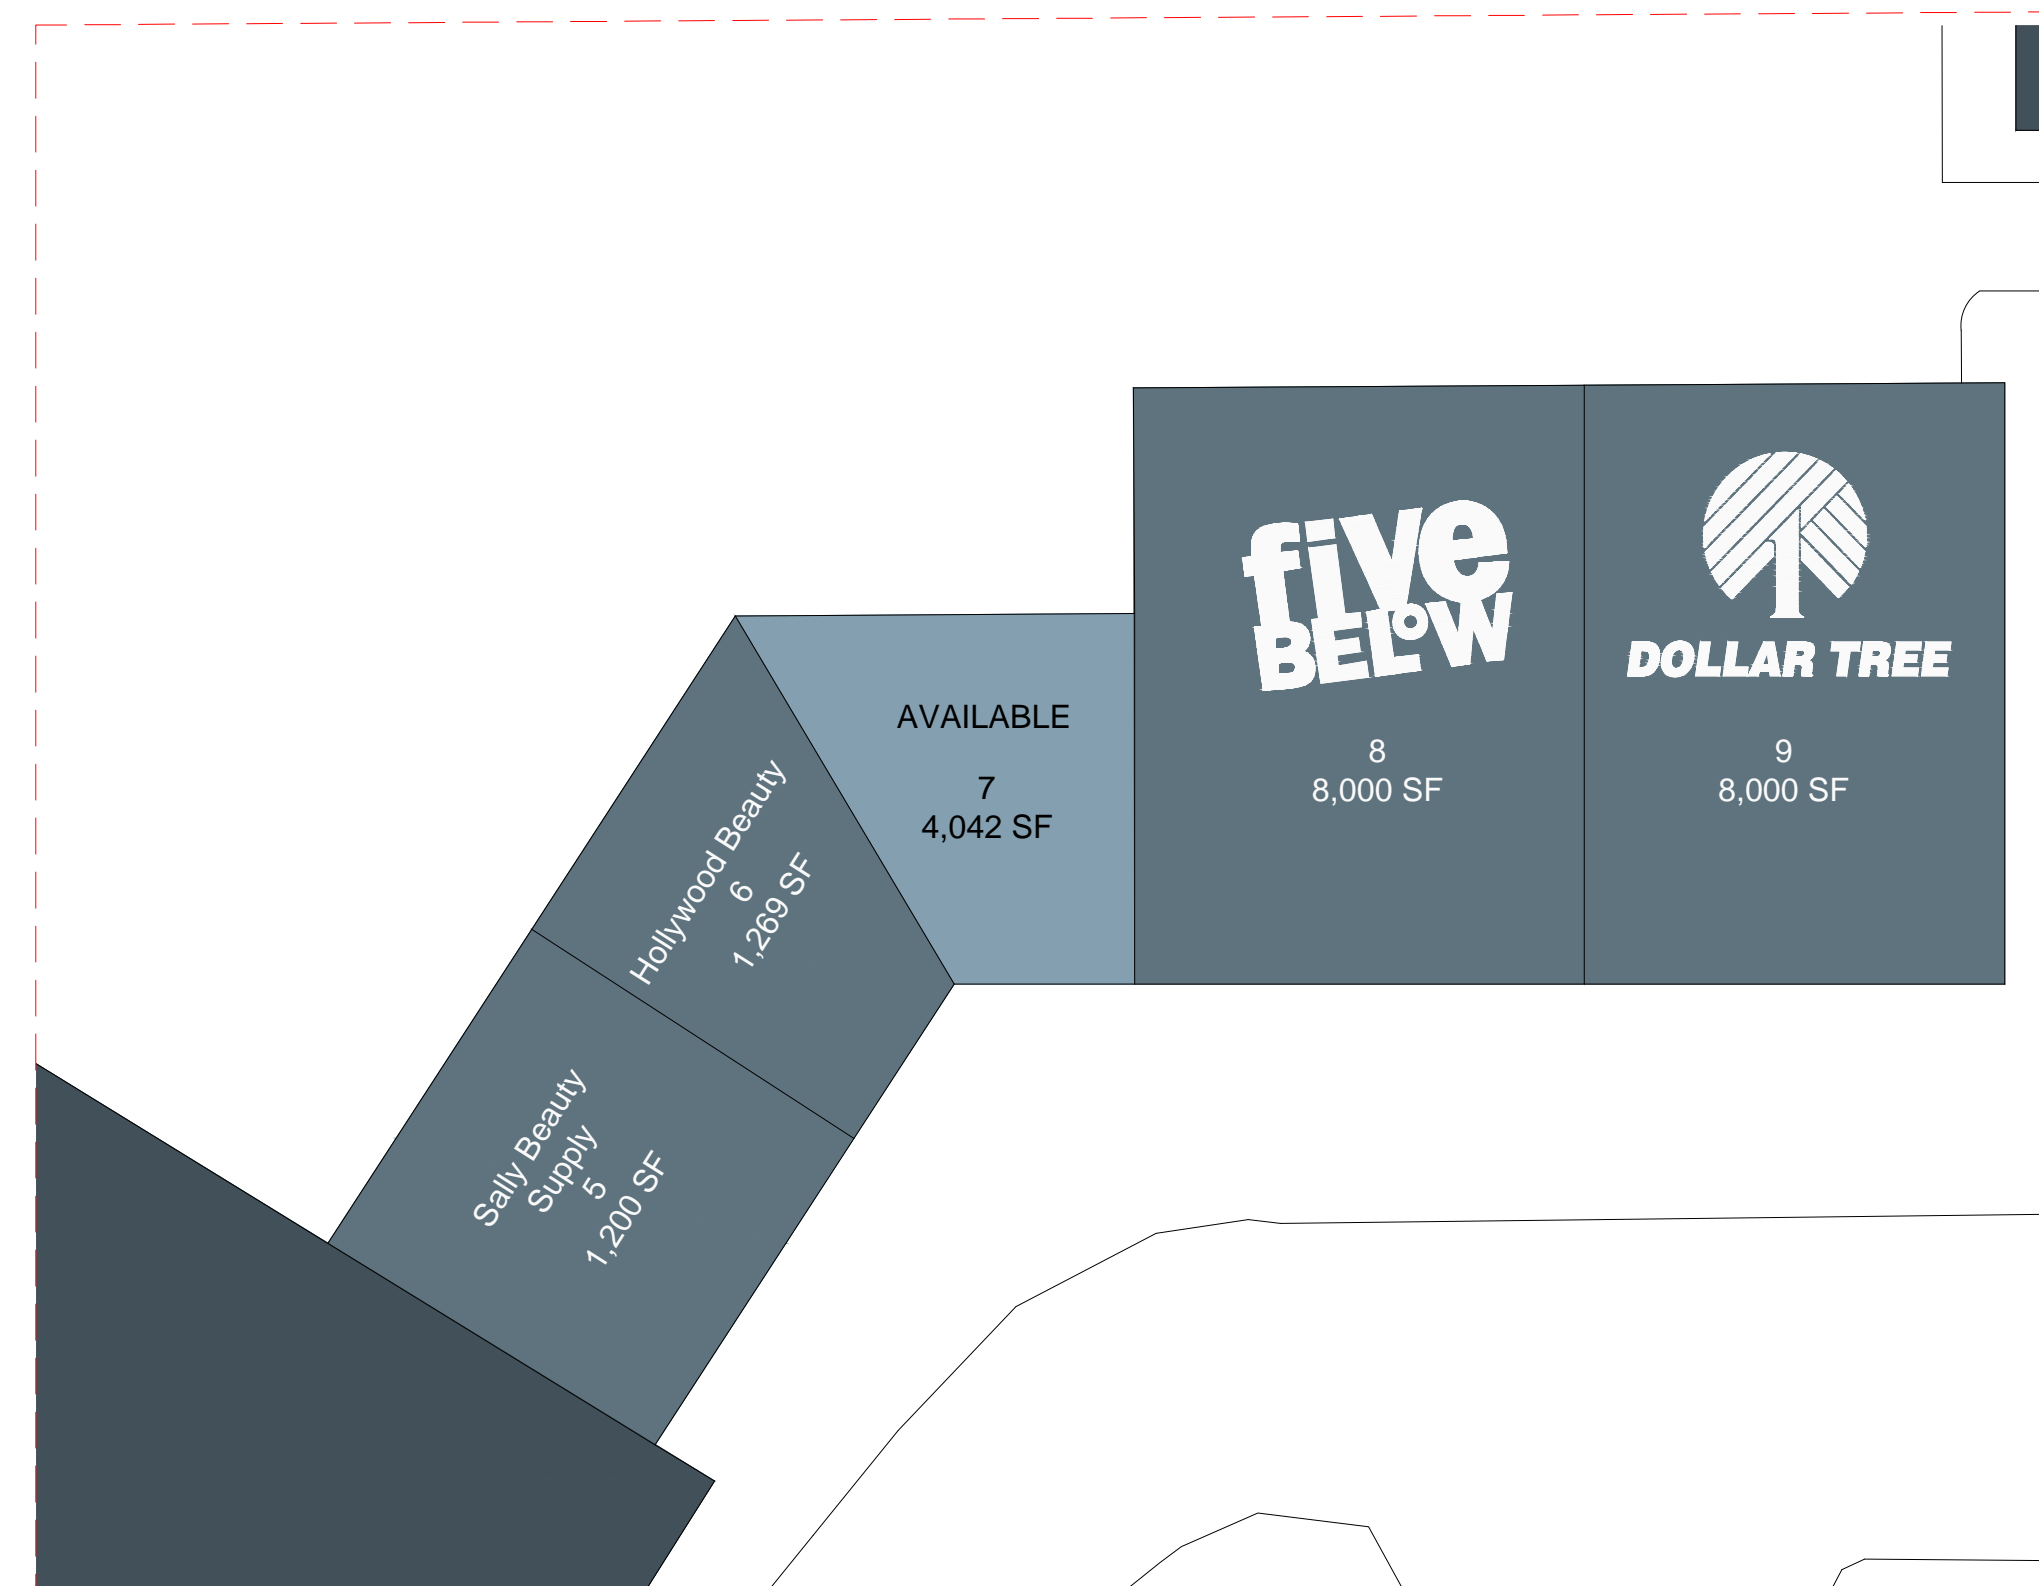 five
BELOW
8
8,000 SF
DOLLAR TREE
9
8,000 SF
AVAILABLE
7
4,042 SF
Hollywood Beauty
6
1,269 SF
Sally Beauty
Supply
5
1,200 SF